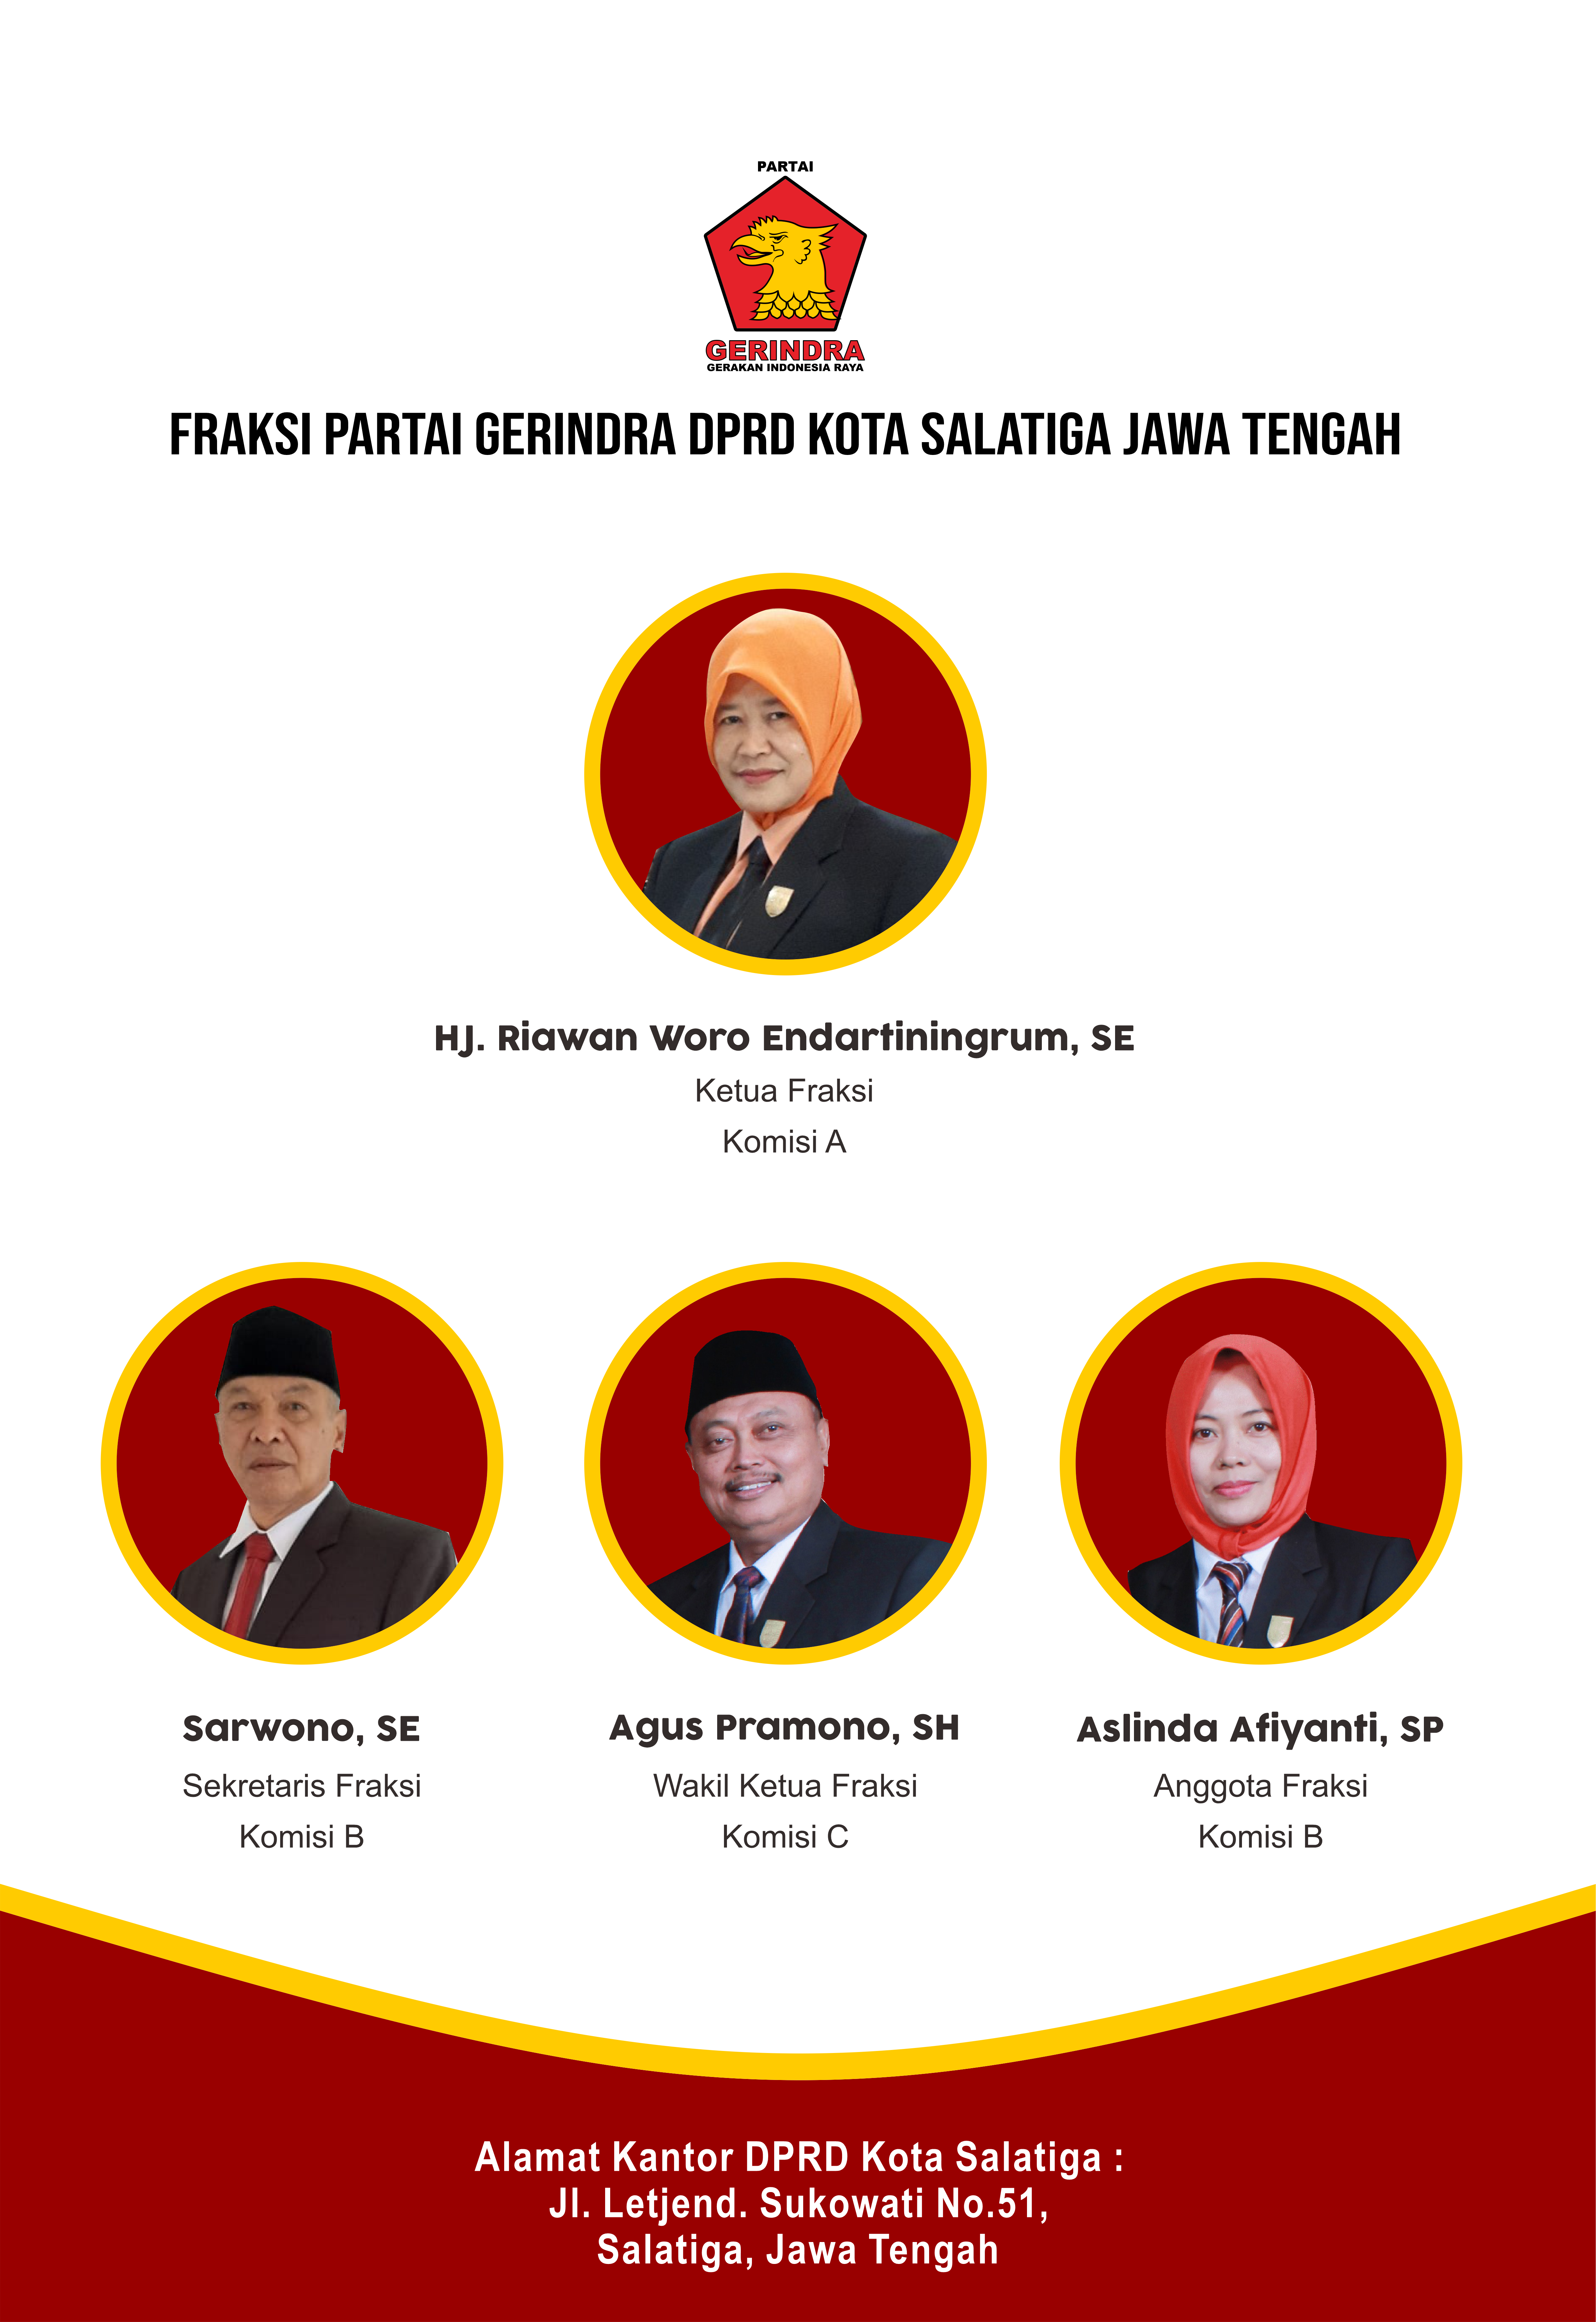 PARTAI
GERINDRA
GERAKAN INDONESIA RAYA
FRAKSI PARTAI GERINDRA DPRD KOTA SALATIGA JAWA TENGAH
HJ. Riawan Woro Endartiningrum, SE
Ketua Fraksi
Komisi A
Sarwono, SE
Sekretaris Fraksi
Komisi B
Agus Pramono, SH
Wakil Ketua Fraksi
Komisi C
Aslinda Afiyanti, SP
Anggota Fraksi
Komisi B
Alamat Kantor DPRD Kota Salatiga :
Jl. Letjend. Sukowati No.51,
Salatiga, Jawa Tengah